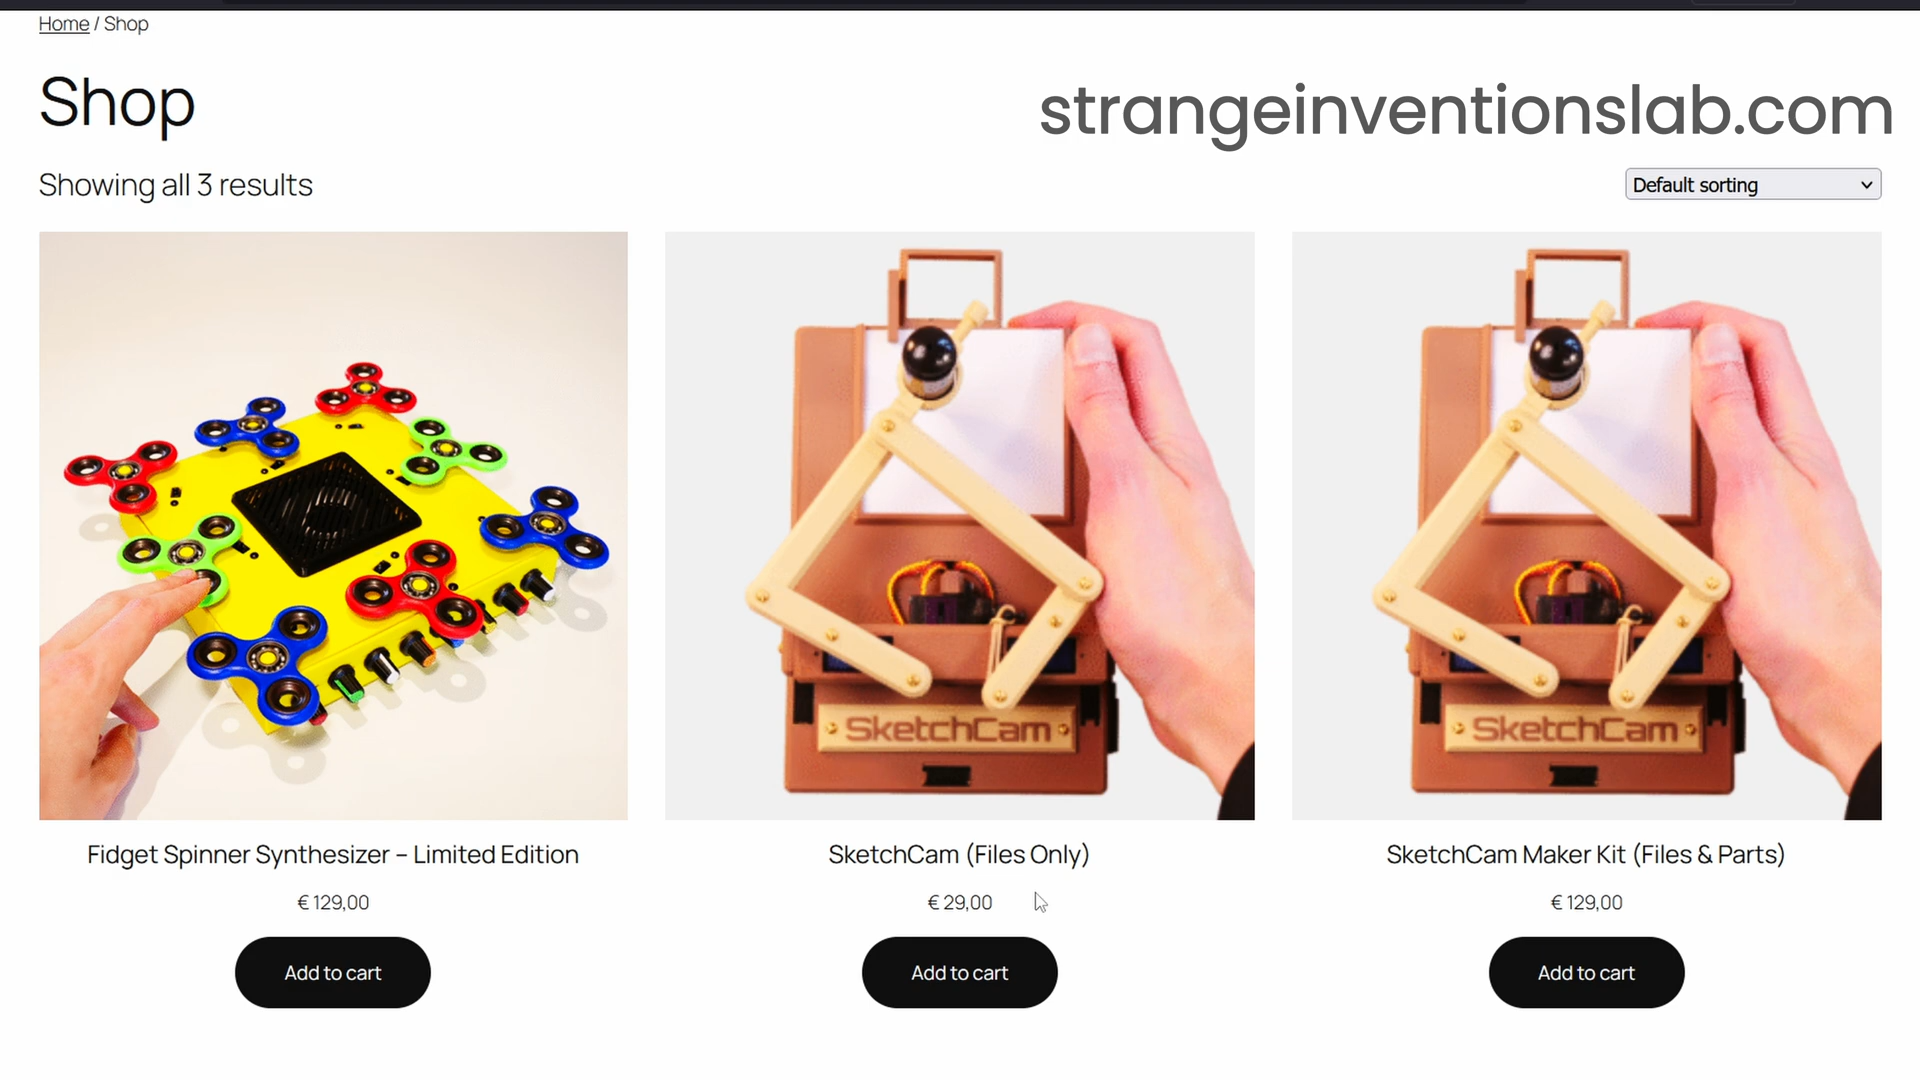 Home / Shop
Shop
strangeinventionslab.com
Showing all 3 results
Default sorting
SketchCam
SketchCam
Fidget Spinner Synthesizer – Limited Edition
SketchCam (Files Only)
SketchCam Maker Kit (Files & Parts)
€ 129,00
€ 29,00
€ 129,00
Add to cart
Add to cart
Add to cart